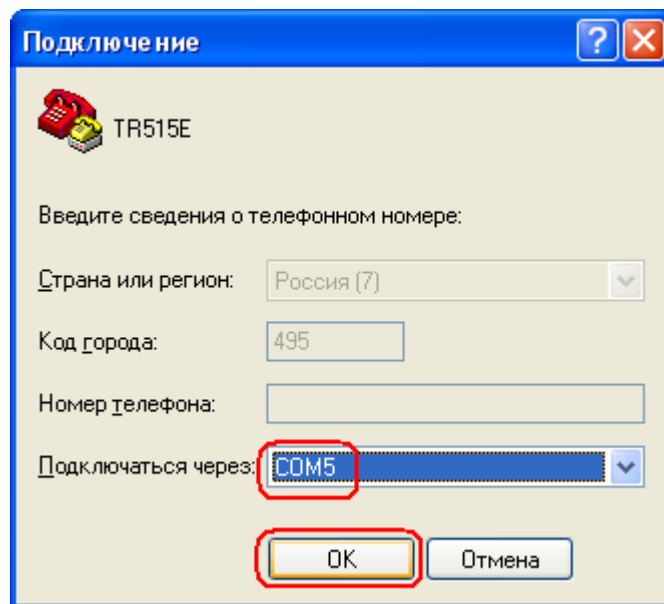 Подключение
TR515E
Введите сведения о телефонном номере:
Страна или регион: Россия (7)
Код города: 495
Номер телефона:
Подключаться через: COM5
OK Отмена